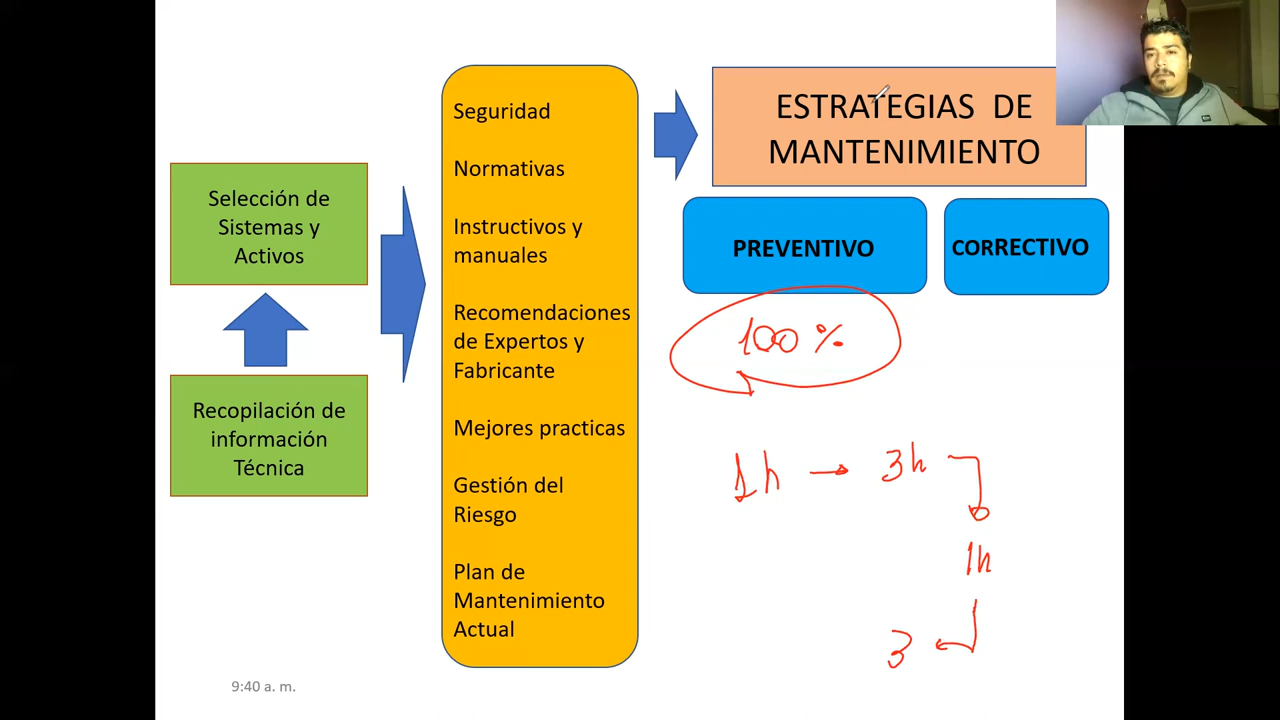 Selección de
Sistemas y
Activos
Recopilación de
información
Técnica
Seguridad
Normativas
Instructivos y
manuales
Recomendaciones
de Expertos y
Fabricante
Mejores practicas
Gestión del
Riesgo
Plan de
Mantenimiento
Actual
ESTRATEGIAS DE
MANTENIMIENTO
PREVENTIVO
CORRECTIVO
100 %
1h → 3h
1h
3
9:40 a. m.